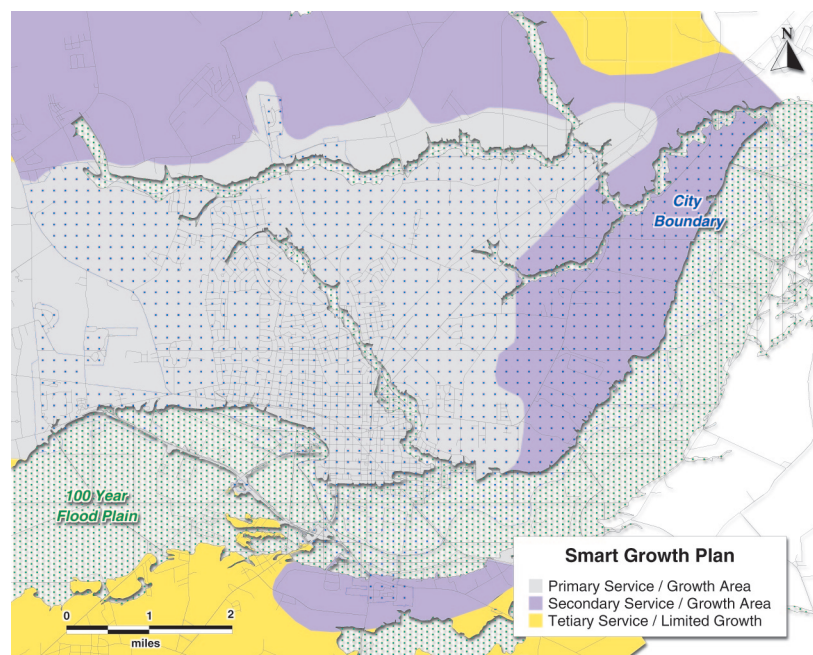 N
City
Boundary
100 Year
Flood Plain
Smart Growth Plan
Primary Service / Growth Area
Secondary Service / Growth Area
Tetiary Service / Limited Growth
0 1 2
miles